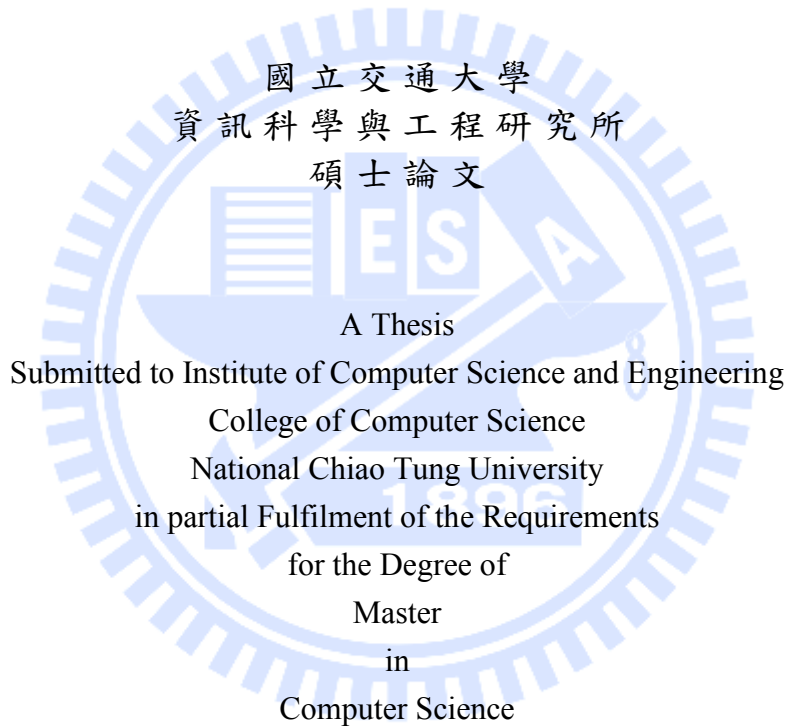 國立交通大學
資訊科學與工程研究所
碩士論文
ES
A
A Thesis
Submitted to Institute of Computer Science and Engineering
College of Computer Science
National Chiao Tung University
1896
in partial Fulfilment of the Requirements
for the Degree of
Master
in
Computer Science